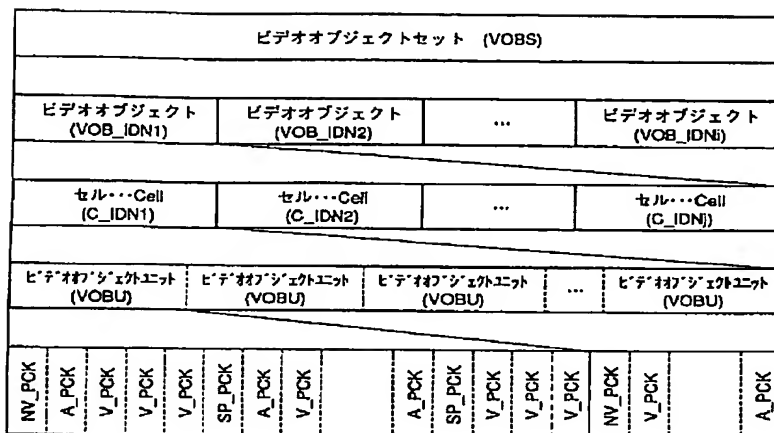 ビデオオブジェクトセット (VOBS)
ビデオオブジェクト ビデオオブジェクト … ビデオオブジェクト
(VOB_IDN1) (VOB_IDN2) (VOB_IDNi)
セル…Cell セル…Cell … セル…Cell
(C_IDN1) (C_IDN2) (C_IDNj)
ビデオオブジェクトユニット ビデオオブジェクトユニット ビデオオブジェクトユニット … ビデオオブジェクトユニット
(VOBU) (VOBU) (VOBU) (VOBU)
NV_PCK
A_PCK
V_PCK
V_PCK
V_PCK
SP_PCK
A_PCK
V_PCK
A_PCK
SP_PCK
V_PCK
V_PCK
V_PCK
NV_PCK
V_PCK
A_PCK